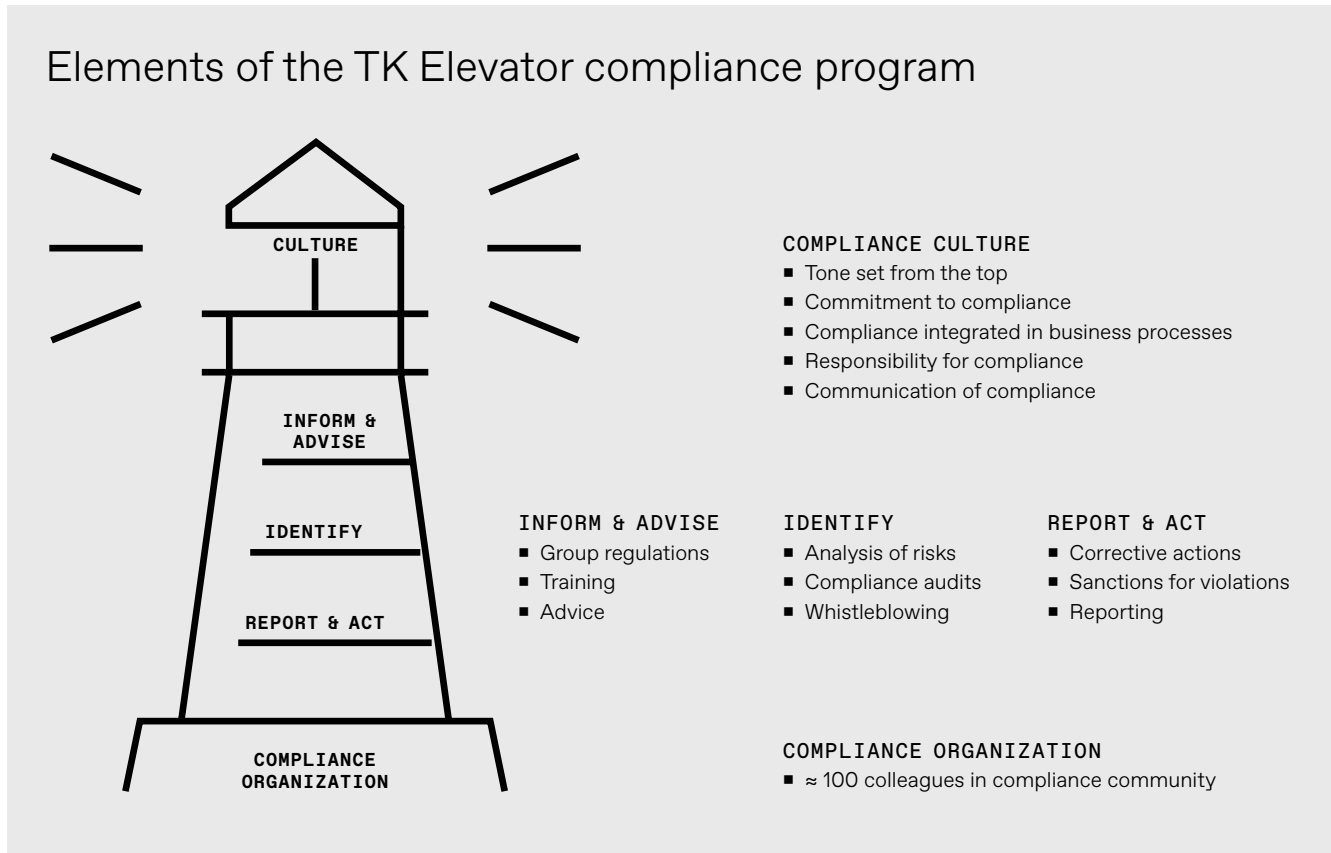 Elements of the TK Elevator compliance program
CULTURE
INFORM &
ADVISE
IDENTIFY
REPORT & ACT
COMPLIANCE
ORGANIZATION
COMPLIANCE CULTURE
■ Tone set from the top
■ Commitment to compliance
■ Compliance integrated in business processes
■ Responsibility for compliance
■ Communication of compliance
INFORM & ADVISE
■ Group regulations
■ Training
■ Advice
IDENTIFY
■ Analysis of risks
■ Compliance audits
■ Whistleblowing
REPORT & ACT
■ Corrective actions
■ Sanctions for violations
■ Reporting
COMPLIANCE ORGANIZATION
■ ≈ 100 colleagues in compliance community